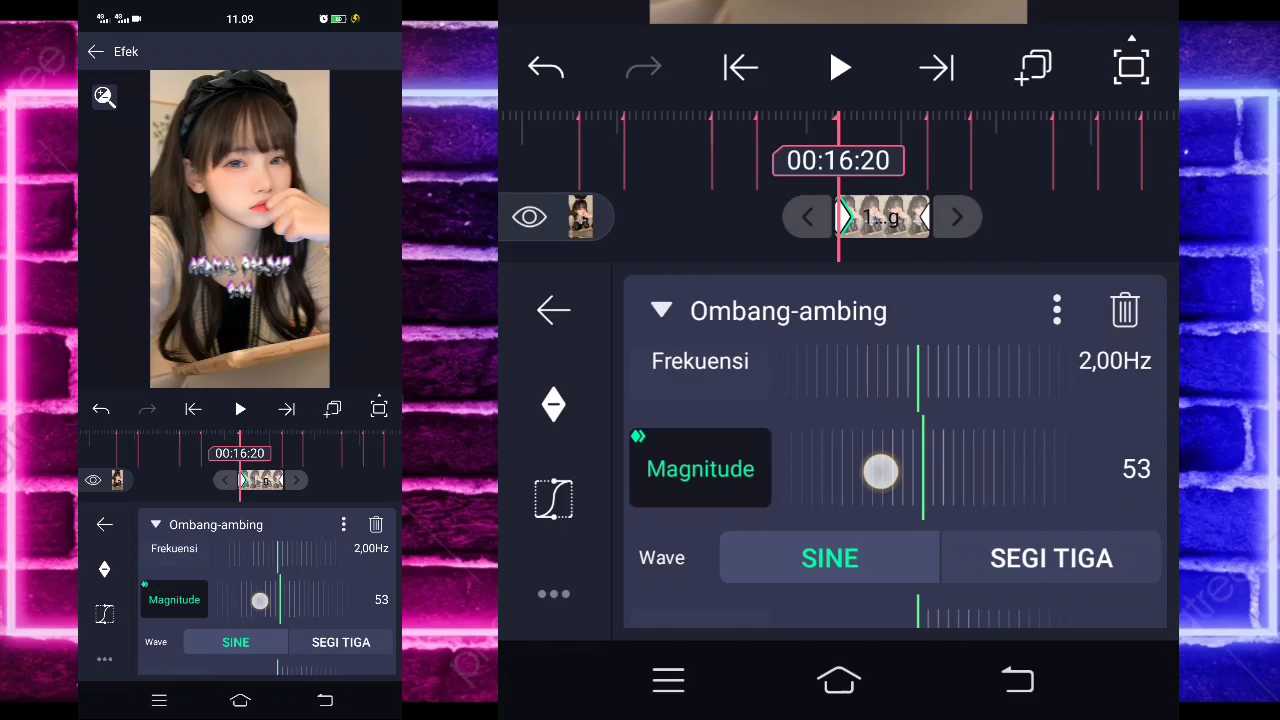 11.09
Efek
00:16:20
Ombang-ambing
Frekuensi
2,00Hz
Magnitude
53
Wave
SINE
SEGI TIGA
00:16:20
1...g
Ombang-ambing
Frekuensi
2,00Hz
Magnitude
53
Wave
SINE
SEGI TIGA